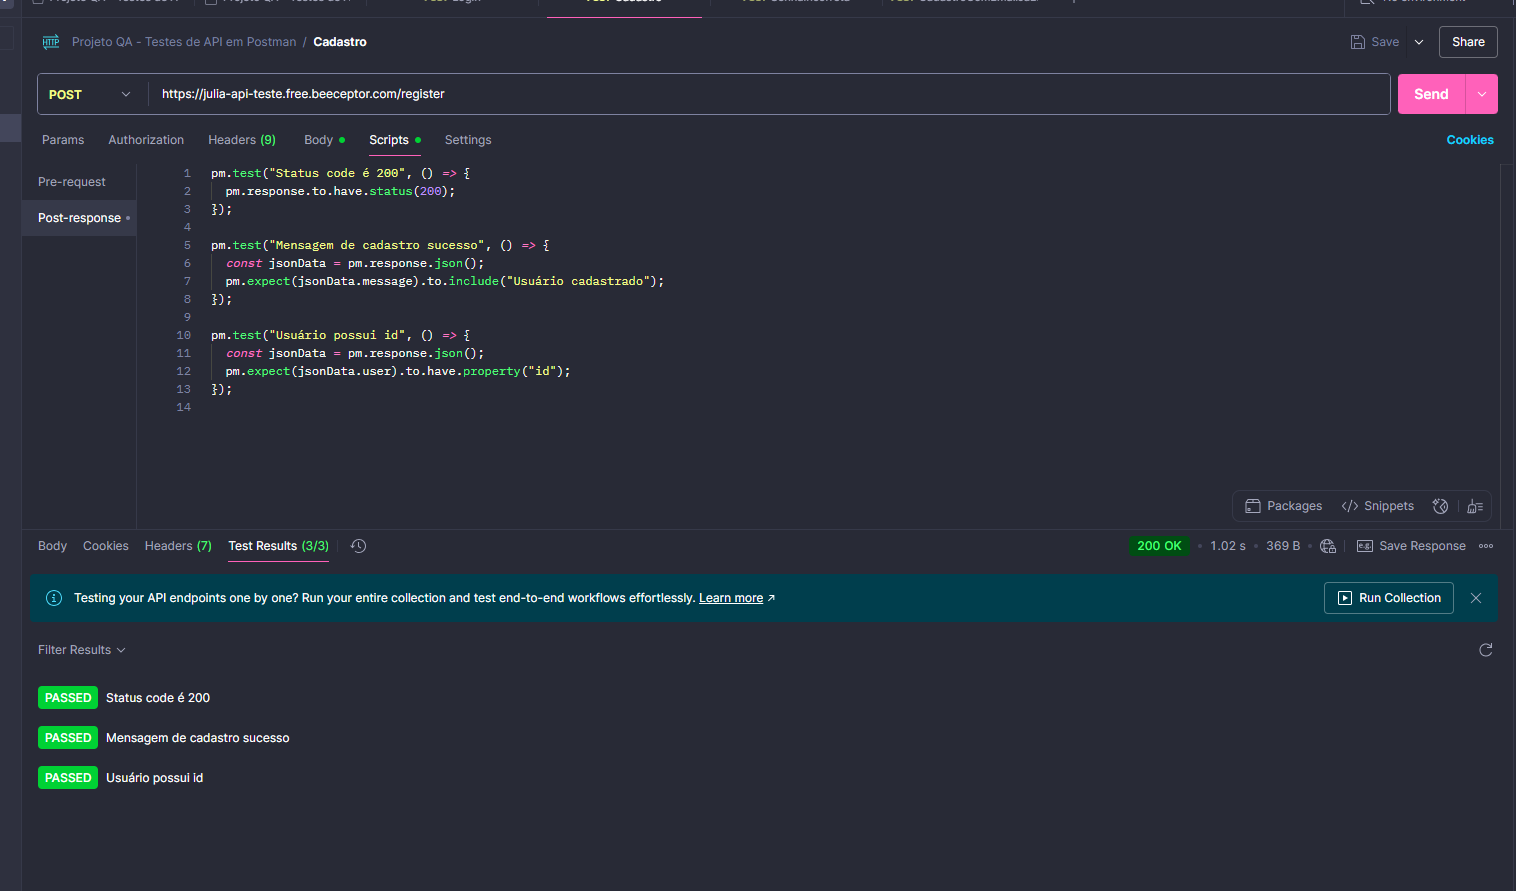 Projeto QA - Testes de API em Postman / Cadastro
Save
Share
POST
https://julia-api-teste.free.beeceptor.com/register
Send
Params
Authorization
Headers (9)
Body
Scripts
Settings
Cookies
Pre-request
Post-response
1 pm.test("Status code é 200", () => {
2 pm.response.to.have.status(200);
3 });
4
5 pm.test("Mensagem de cadastro sucesso", () => {
6 const jsonData = pm.response.json();
7 pm.expect(jsonData.message).to.include("Usuário cadastrado");
8 });
9
10 pm.test("Usuário possui id", () => {
11 const jsonData = pm.response.json();
12 pm.expect(jsonData.user).to.have.property("id");
13 });
14
Packages
Snippets
Body
Cookies
Headers (7)
Test Results (3/3)
200 OK
1.02 s
369 B
e.g.
Save Response
Testing your API endpoints one by one? Run your entire collection and test end-to-end workflows effortlessly. Learn more
Run Collection
Filter Results
PASSED Status code é 200
PASSED Mensagem de cadastro sucesso
PASSED Usuário possui id